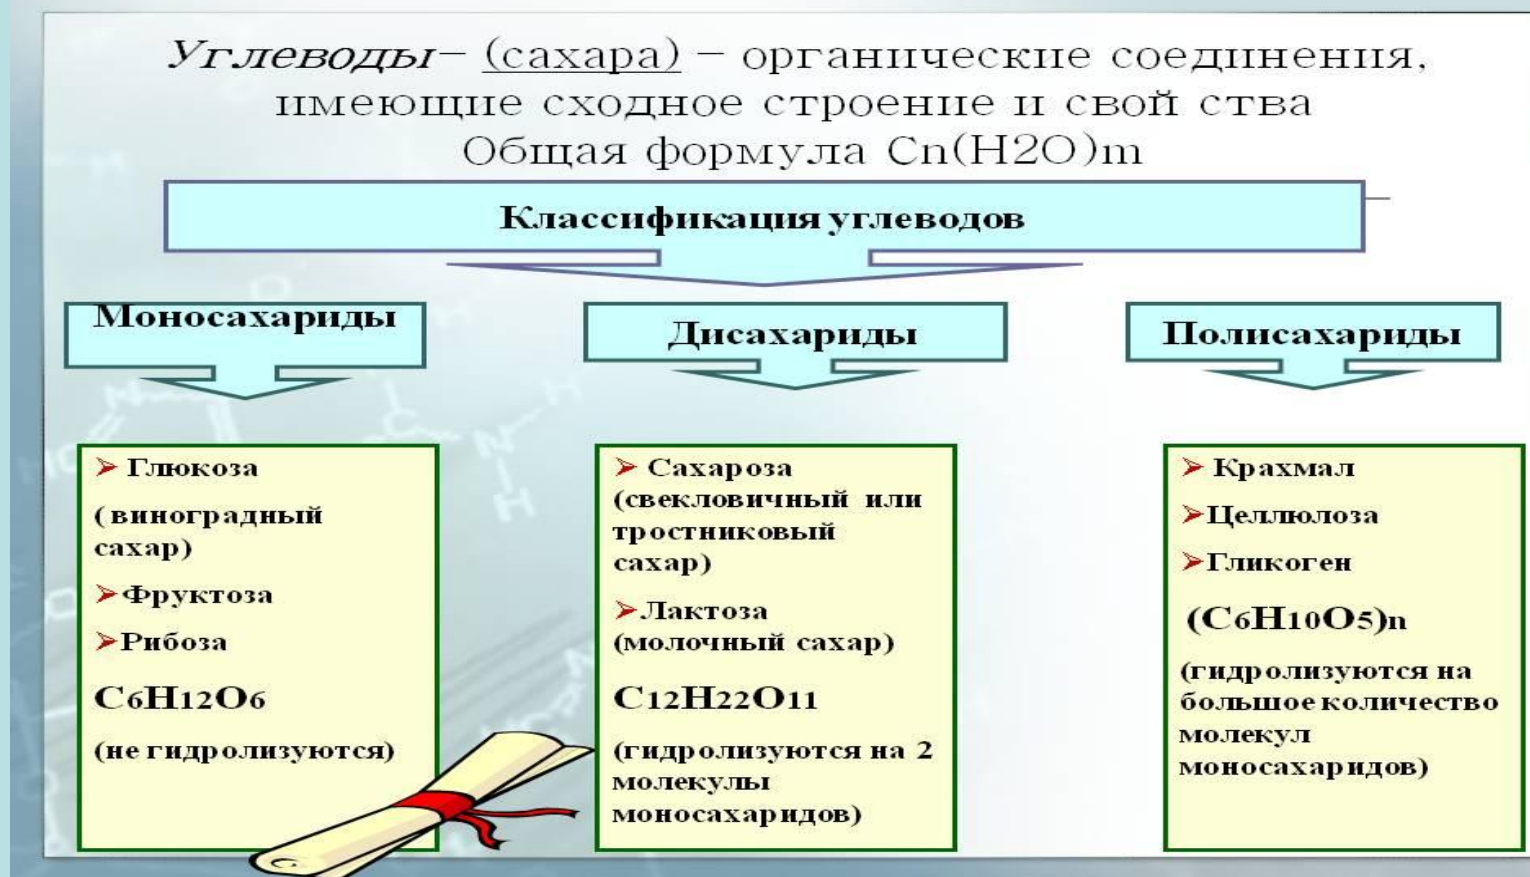 Углеводы– (сахара) – органические соединения,
имеющие сходное строение и свой ства
Общая формула Cn(H2O)m
Классификация углеводов
Моносахариды
➢ Глюкоза
( виноградный
сахар)
➢Фруктоза
➢Рибоза
C6H12O6
(не гидролизуются)
Дисахариды
➢ Сахароза
(свекловичный или
тростниковый
сахар)
➢Лактоза
(молочный сахар)
C12H22O11
(гидролизуются на 2
молекулы
моносахаридов)
Полисахариды
➢ Крахмал
➢Целлюлоза
➢Гликоген
(C6H10O5)n
(гидролизуются на
большое количество
молекул
моносахаридов)